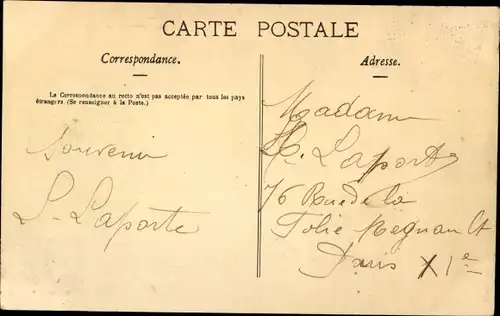 CARTE POSTALE
Correspondance.
La Correspondance au recto n'est pas acceptée par tous les pays
étrangers (Se renseigner à la Poste.)
Souvenir
L. Laporte
Adresse.
Madame
Laporte
76 Rue de la
Folie Regnault
Paris XIe